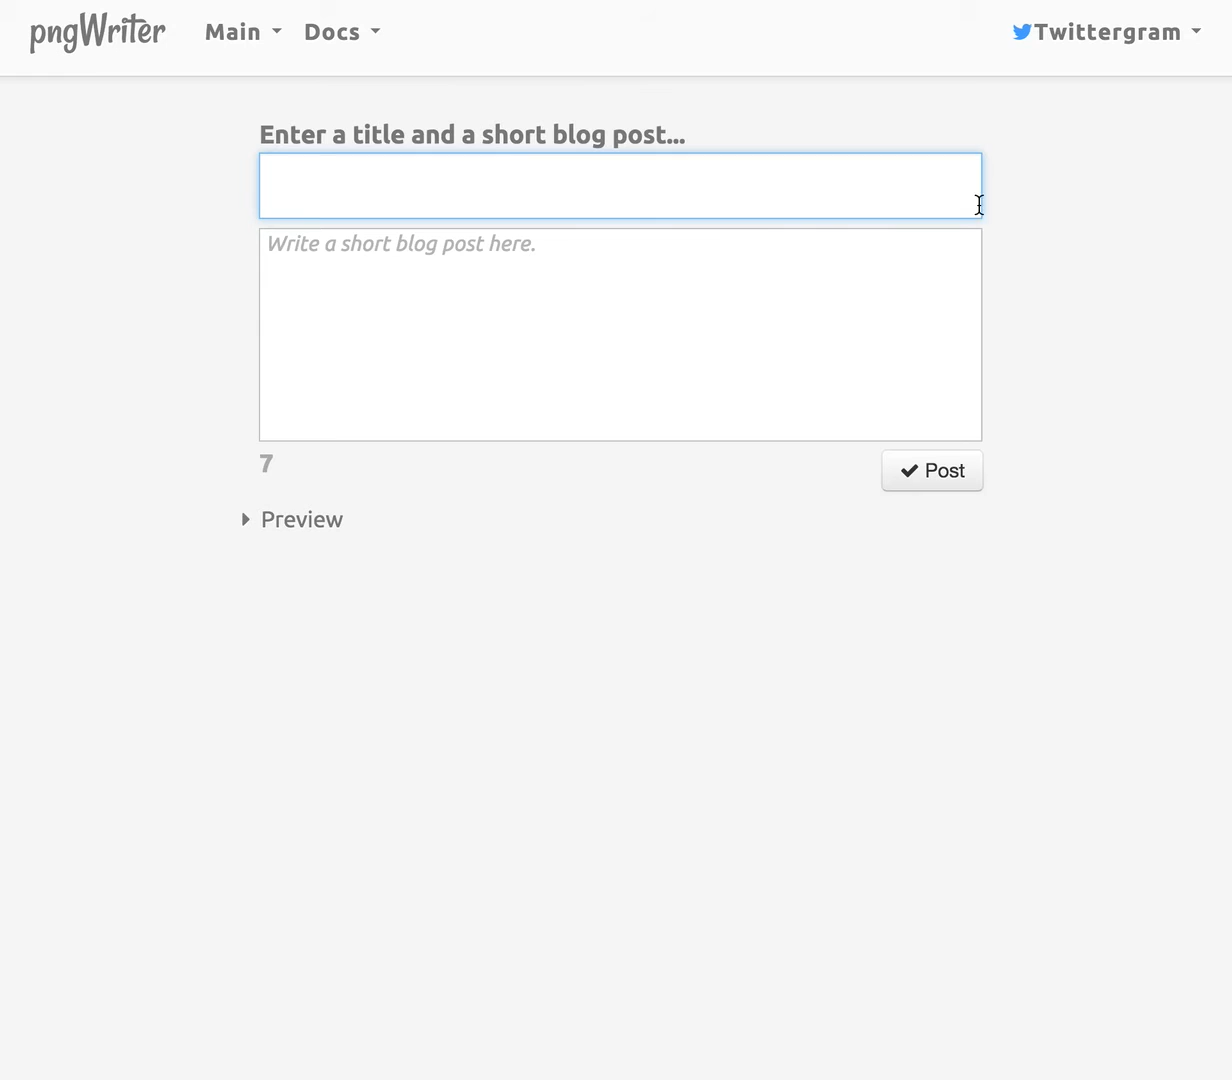 pngWriter Main Docs Twittergram
Enter a title and a short blog post...
Write a short blog post here.
7 Post
Preview